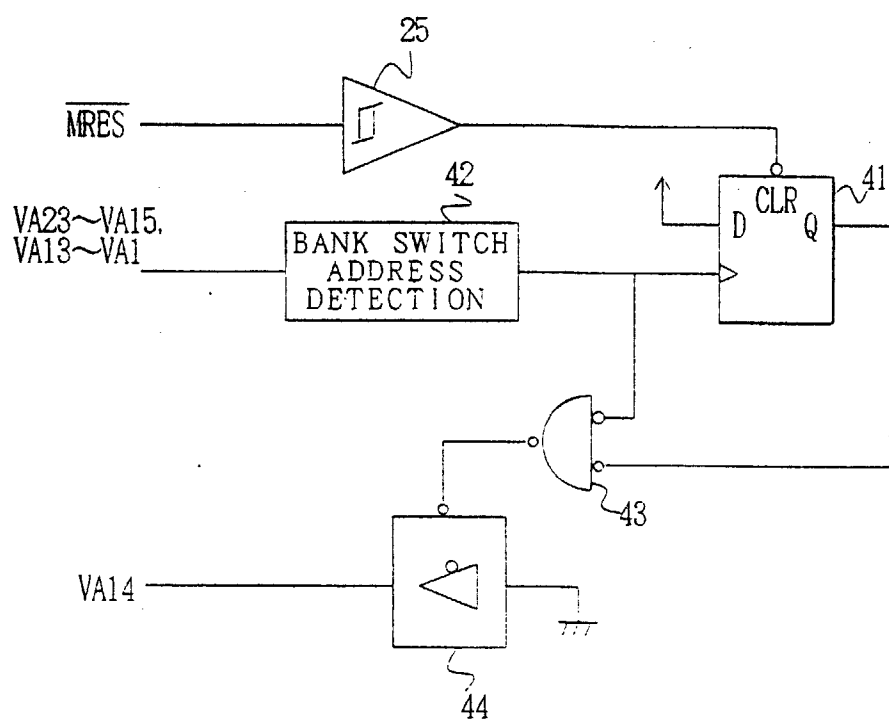 25
MRES
42
41
VA23~VA15,
VA13~VA1
BANK SWITCH
ADDRESS
DETECTION
CLR
D Q
43
VA14
44